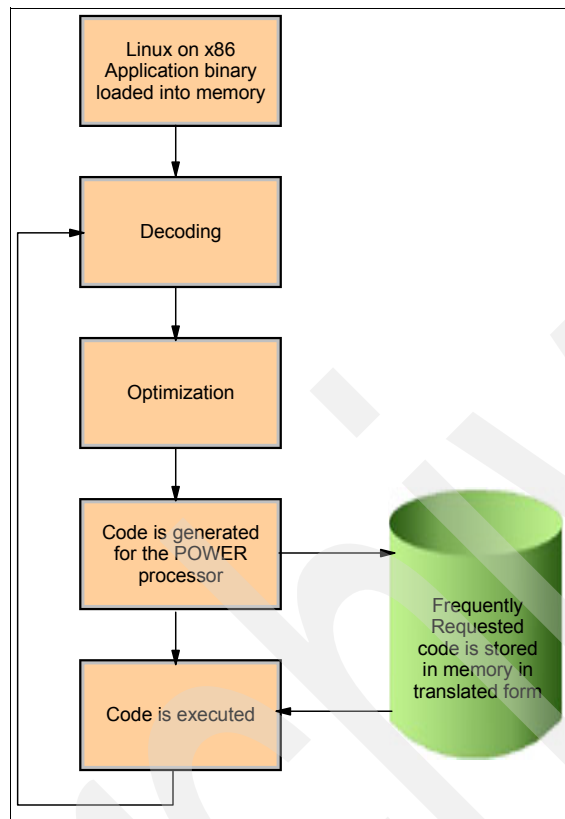 Linux on x86
Application binary
loaded into memory
Decoding
Optimization
Code is generated
for the POWER
processor
Frequently
Requested
code is stored
in memory in
translated form
Code is executed